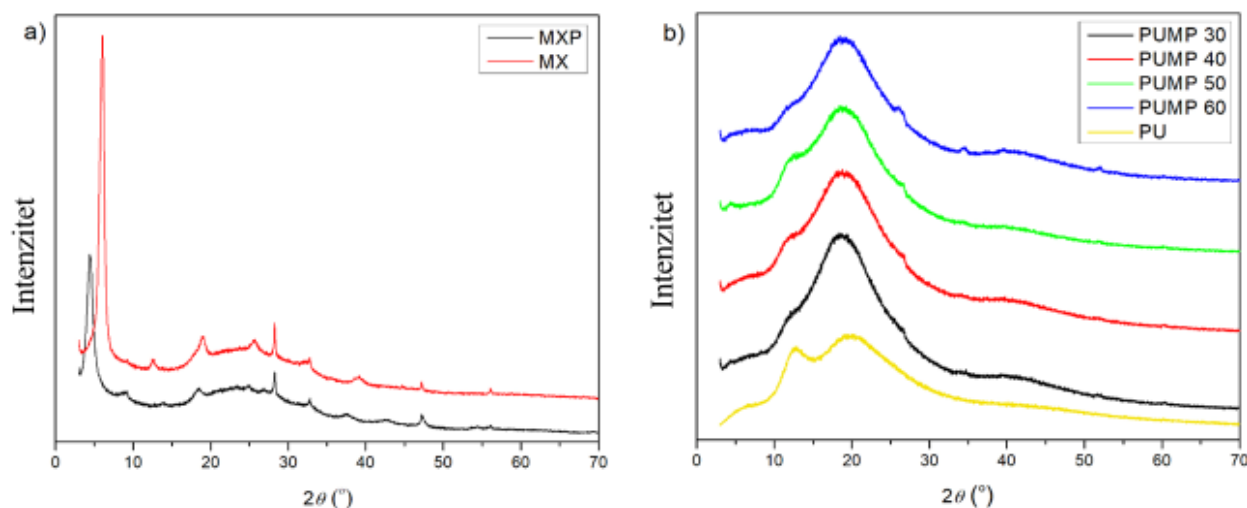 a)
MXP
MX
Intenzitet
0 10 20 30 40 50 60 70
2θ (°)
b)
PUMP 30
PUMP 40
PUMP 50
PUMP 60
PU
Intenzitet
0 10 20 30 40 50 60 70
2θ (°)